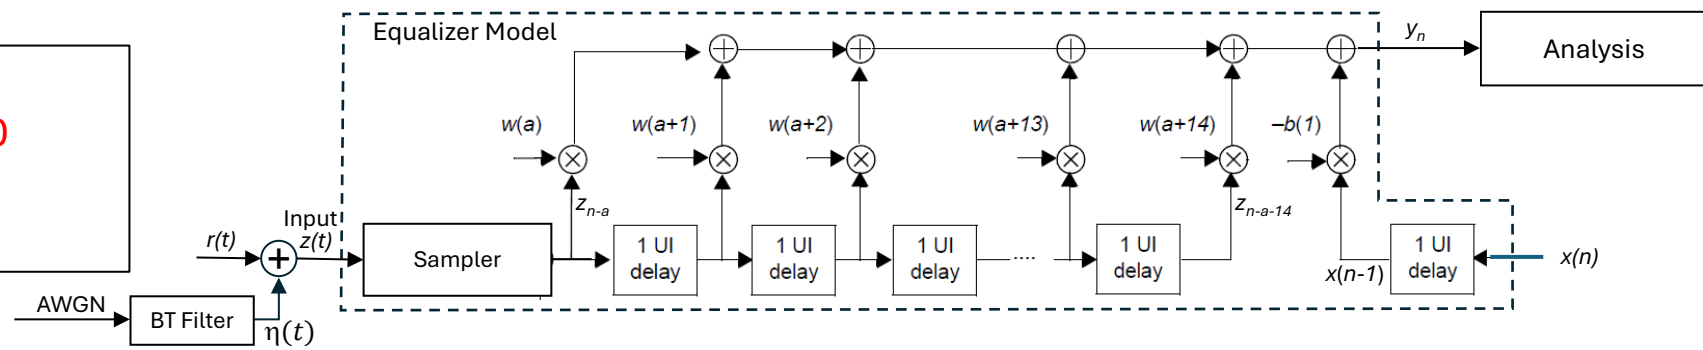 Equalizer Model
yₙ
Analysis
)
w(a)
w(a+1)
w(a+2)
w(a+13)
w(a+14)
–b(1)
zₙ₋ₐ
zₙ₋ₐ₋₁₄
Input
r(t)
z(t)
Sampler
1 UI
delay
1 UI
delay
1 UI
delay
....
1 UI
delay
x(n-1)
1 UI
delay
x(n)
AWGN
BT Filter
η(t)